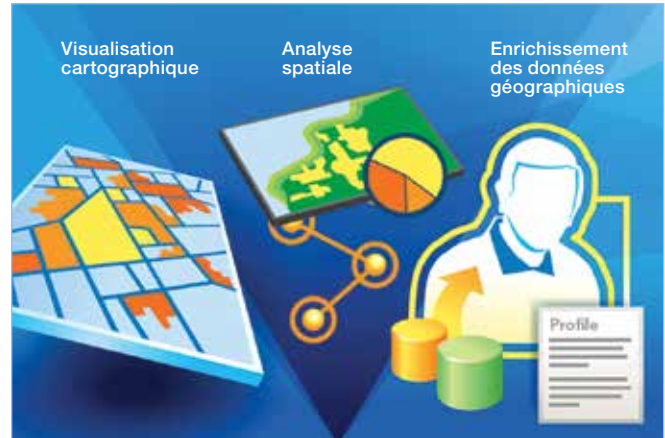 Visualisation
cartographique
Analyse
spatiale
Enrichissement
des données
géographiques
Profile